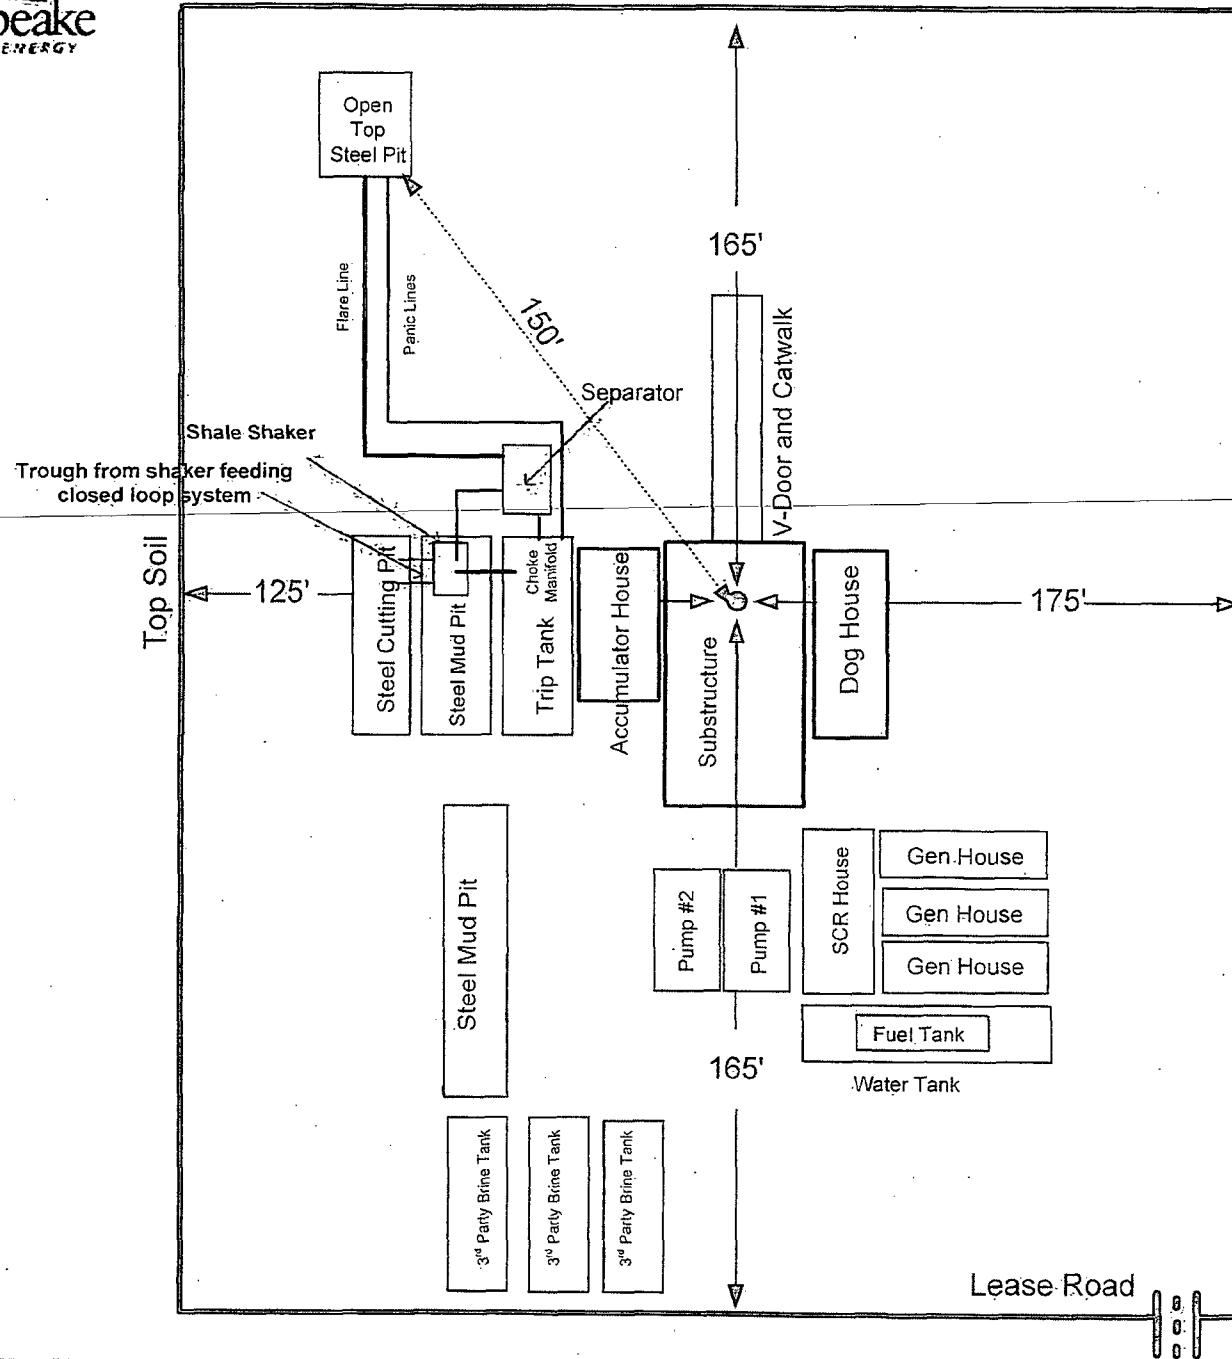 peake
ENERGY
Open
Top
Steel Pit
165'
Flare Line
Panic Lines
150'
V-Door and Catwalk
Separator
Shale Shaker
Trough from shaker feeding
closed loop system
Top Soil
125'
Steel Cutting Pit
Steel Mud Pit
Choke
Manifold
Trip Tank
Accumulator House
Substructure
Dog House
175'
Steel Mud Pit
Pump #2
Pump #1
SCR House
Gen House
Gen House
Gen House
Fuel Tank
Water Tank
165'
3rd Party Brine Tank
3rd Party Brine Tank
3rd Party Brine Tank
Lease Road